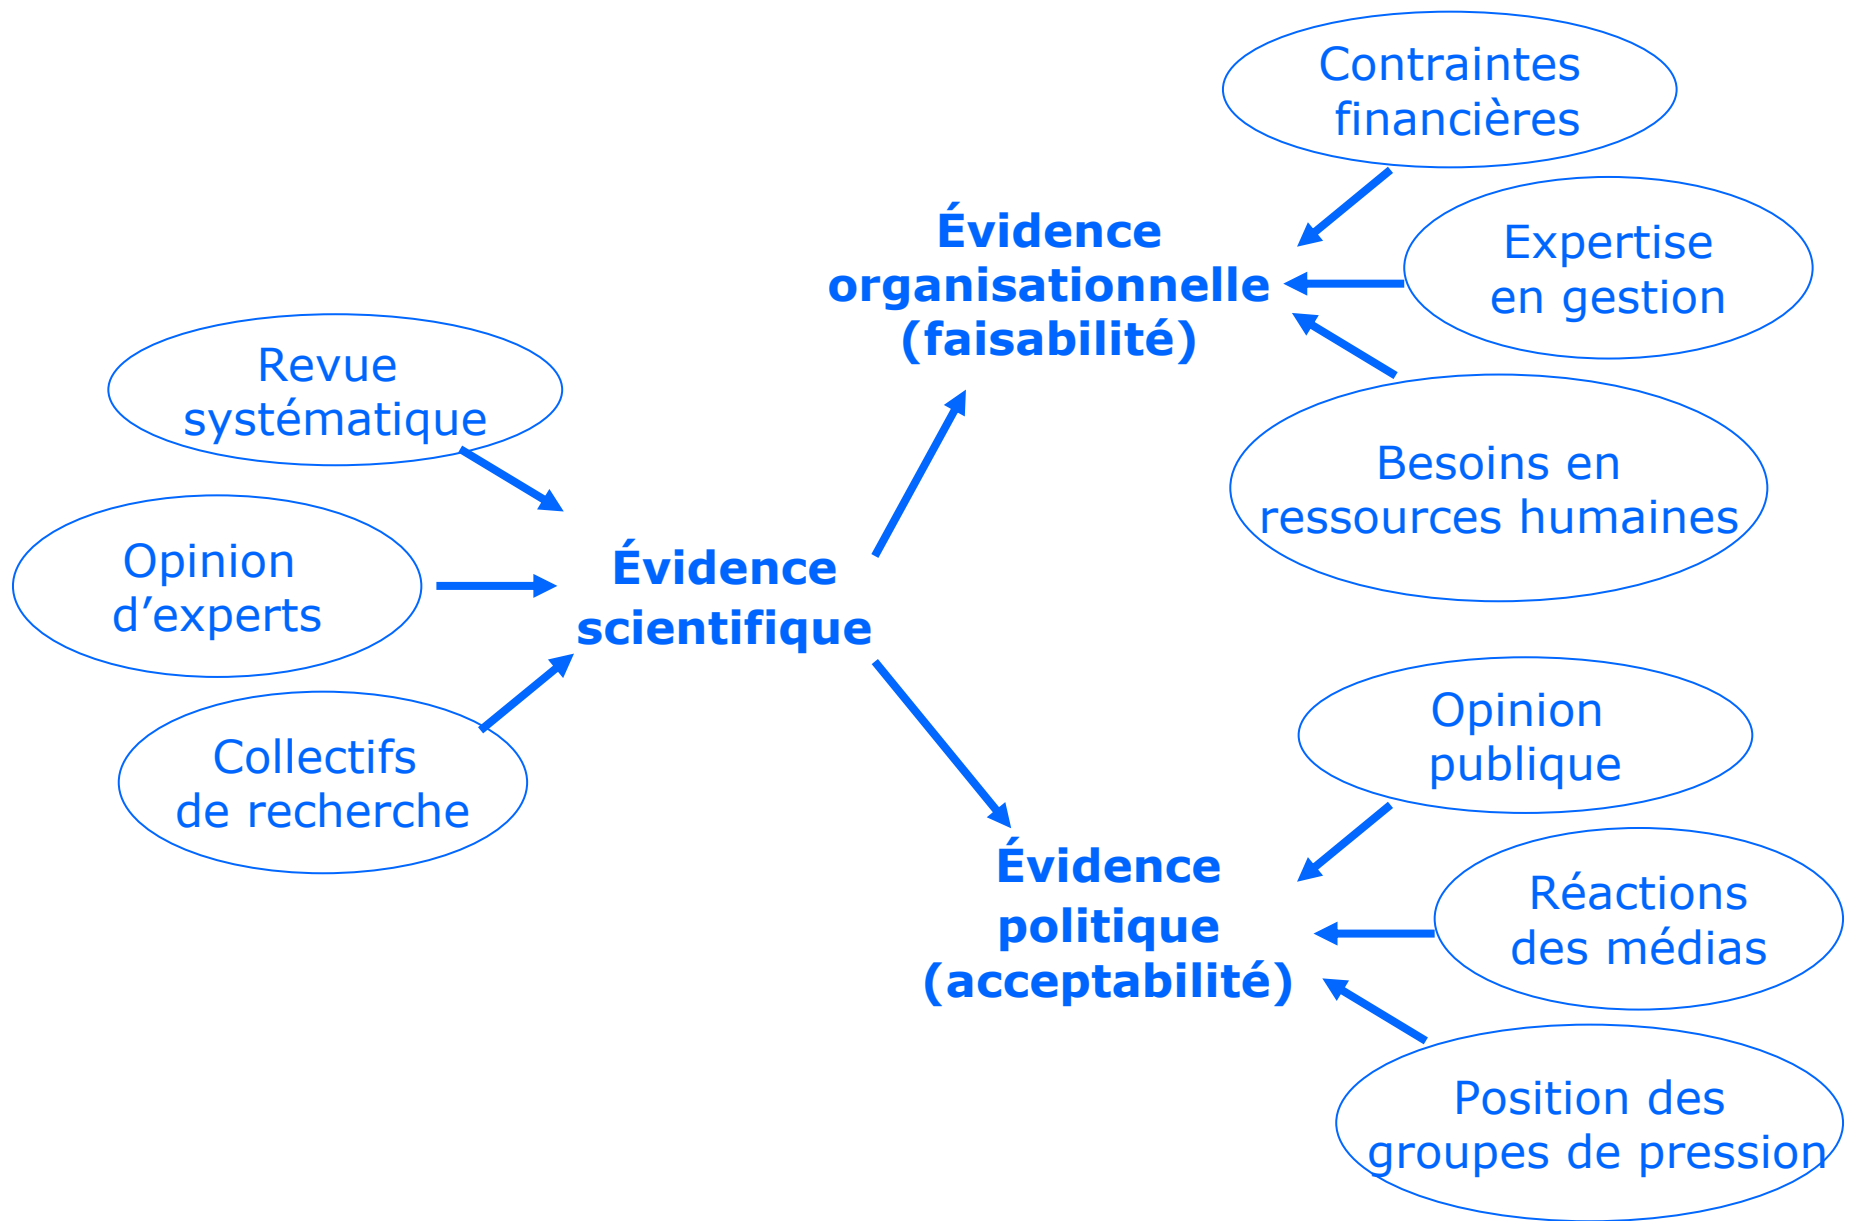 Contraintes
financières
Évidence
organisationnelle
(faisabilité)
Expertise
en gestion
Besoins en
ressources humaines
Revue
systématique
Opinion
d’experts
Collectifs
de recherche
Évidence
scientifique
Opinion
publique
Évidence
politique
(acceptabilité)
Réactions
des médias
Position des
groupes de pression